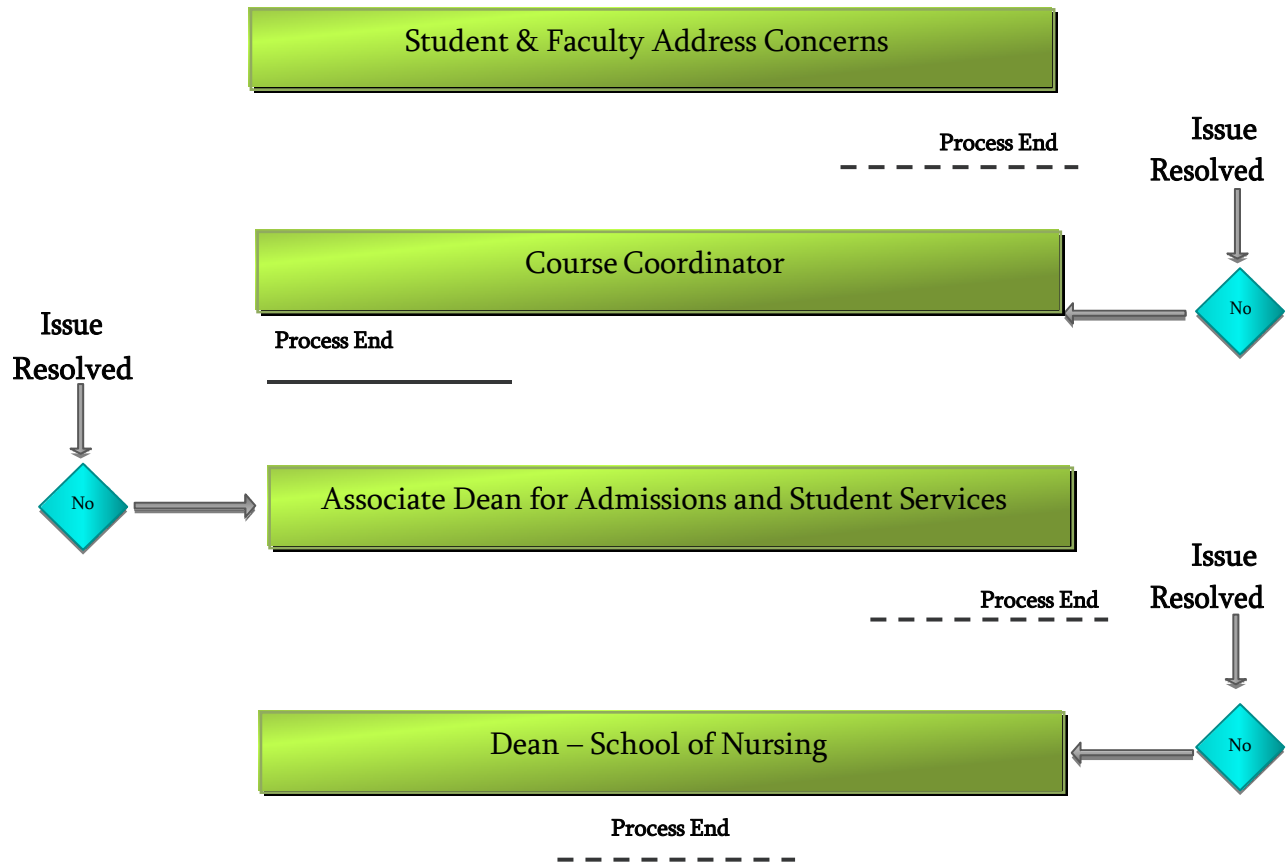 Student & Faculty Address Concerns
Process End
Issue
Resolved
Course Coordinator
No
Issue
Resolved
Process End
No
Associate Dean for Admissions and Student Services
Issue
Resolved
Process End
Dean – School of Nursing
No
Process End